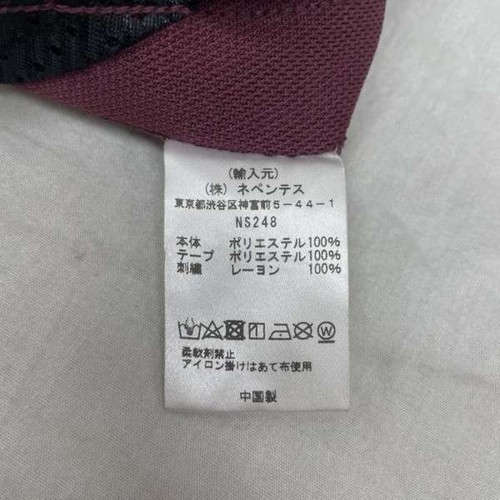 (輸入元)
(株) ネペンテス
東京都渋谷区神宮前5-44-1
NS248
本体 ポリエステル100%
テープ ポリエステル100%
刺繍 レーヨン 100%
柔軟剤禁止
アイロン掛けはあて布使用
中国製